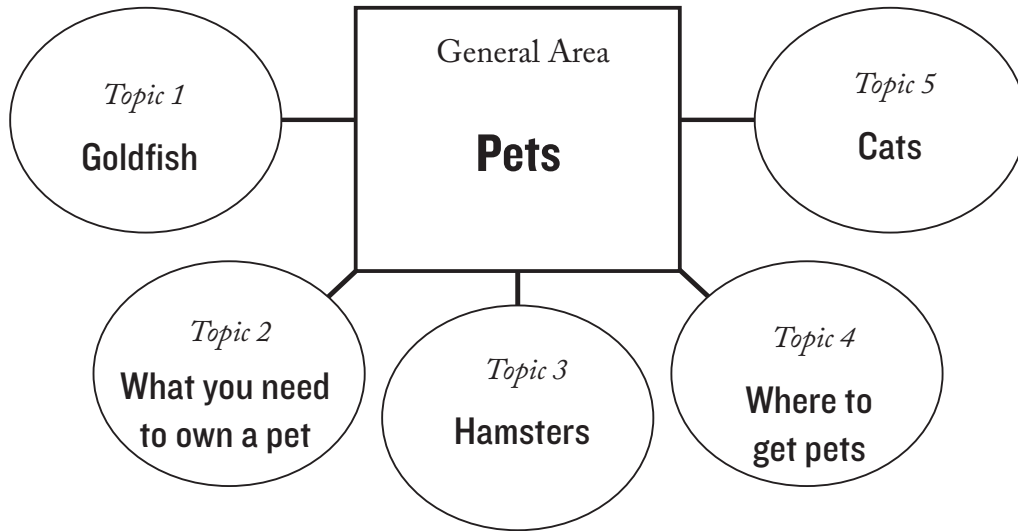 General Area
Pets
Topic 1
Goldfish
Topic 2
What you need
to own a pet
Topic 3
Hamsters
Topic 4
Where to
get pets
Topic 5
Cats